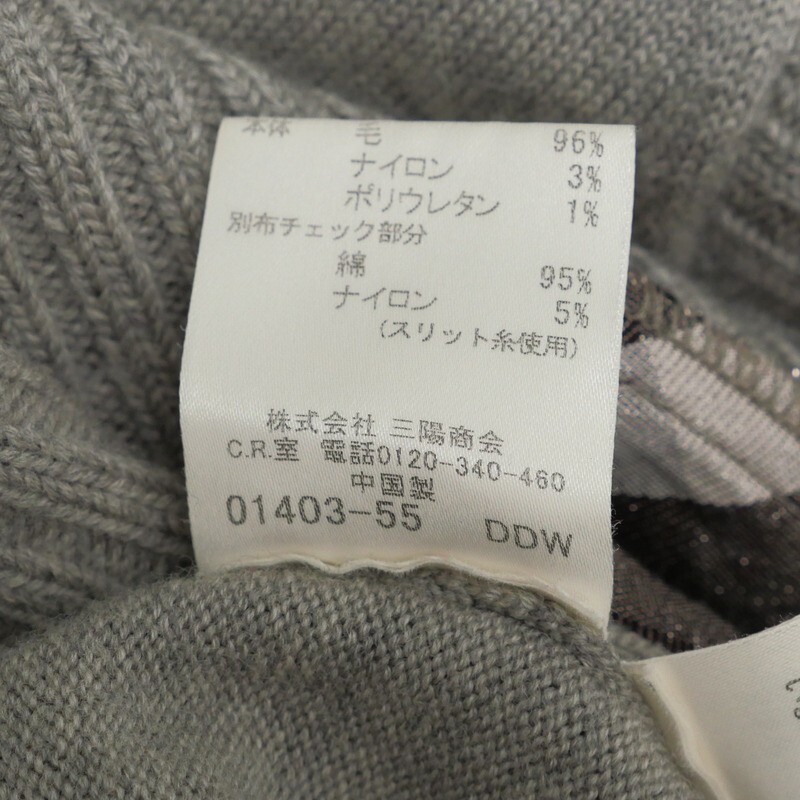 本体 毛 96%
ナイロン 3%
ポリウレタン 1%
別布チェック部分
綿 95%
ナイロン 5%
(スリット糸使用)
株式会社 三陽商会
C.R.室 電話0120-340-460
中国製
01403-55 DDW